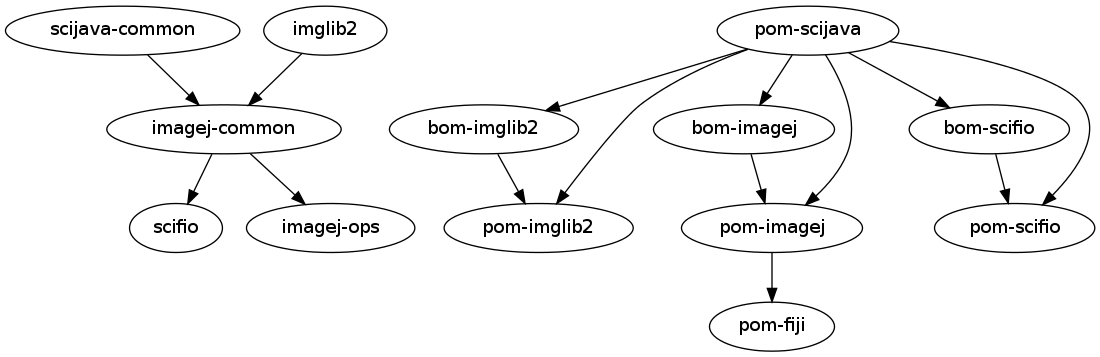 scijava-common
imglib2
pom-scijava
imagej-common
bom-imglib2
bom-imagej
bom-scifio
scifio
imagej-ops
pom-imglib2
pom-imagej
pom-scifio
pom-fiji